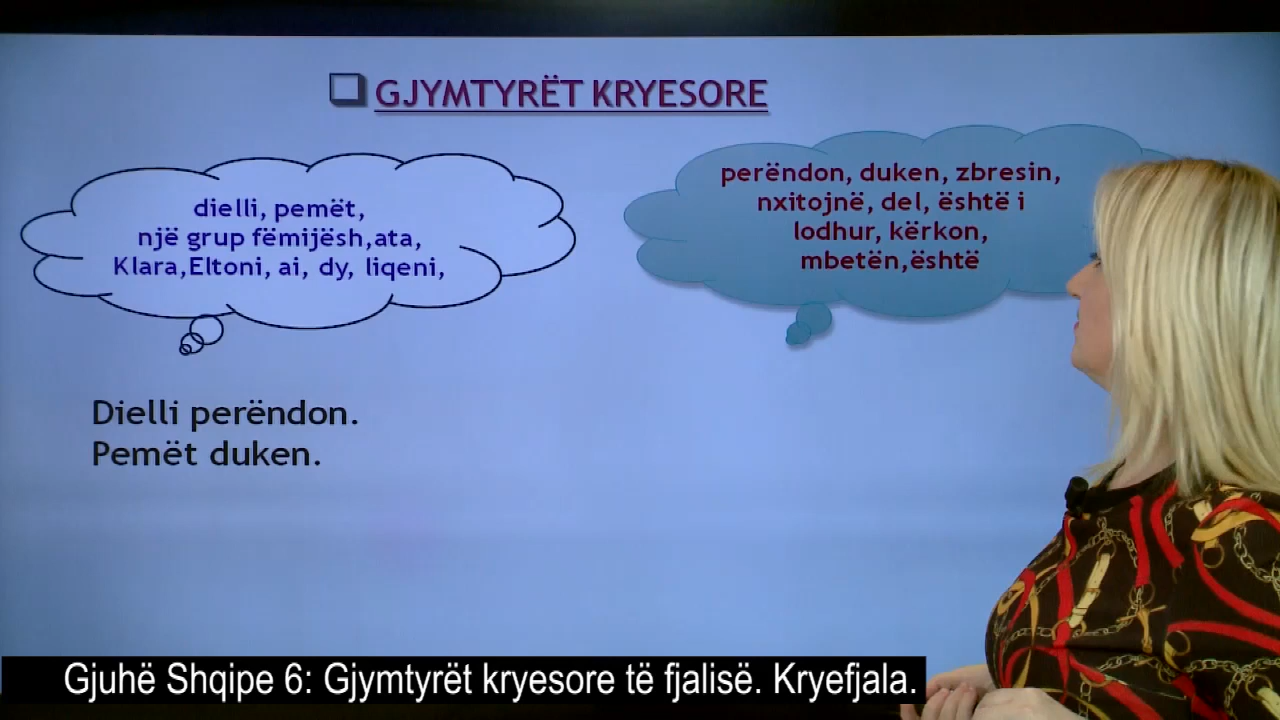 GJYMTYRËT KRYESORE
dielli, pemët,
një grup fëmijësh,ata,
Klara,Eltoni, ai, dy, liqeni,
perëndon, duken, zbresin,
nxitojnë, del, është i
lodhur, kërkon,
mbetën,është
Dielli perëndon.
Pemët duken.
Gjuhë Shqipe 6: Gjymtyrët kryesore të fjalisë. Kryefjala.